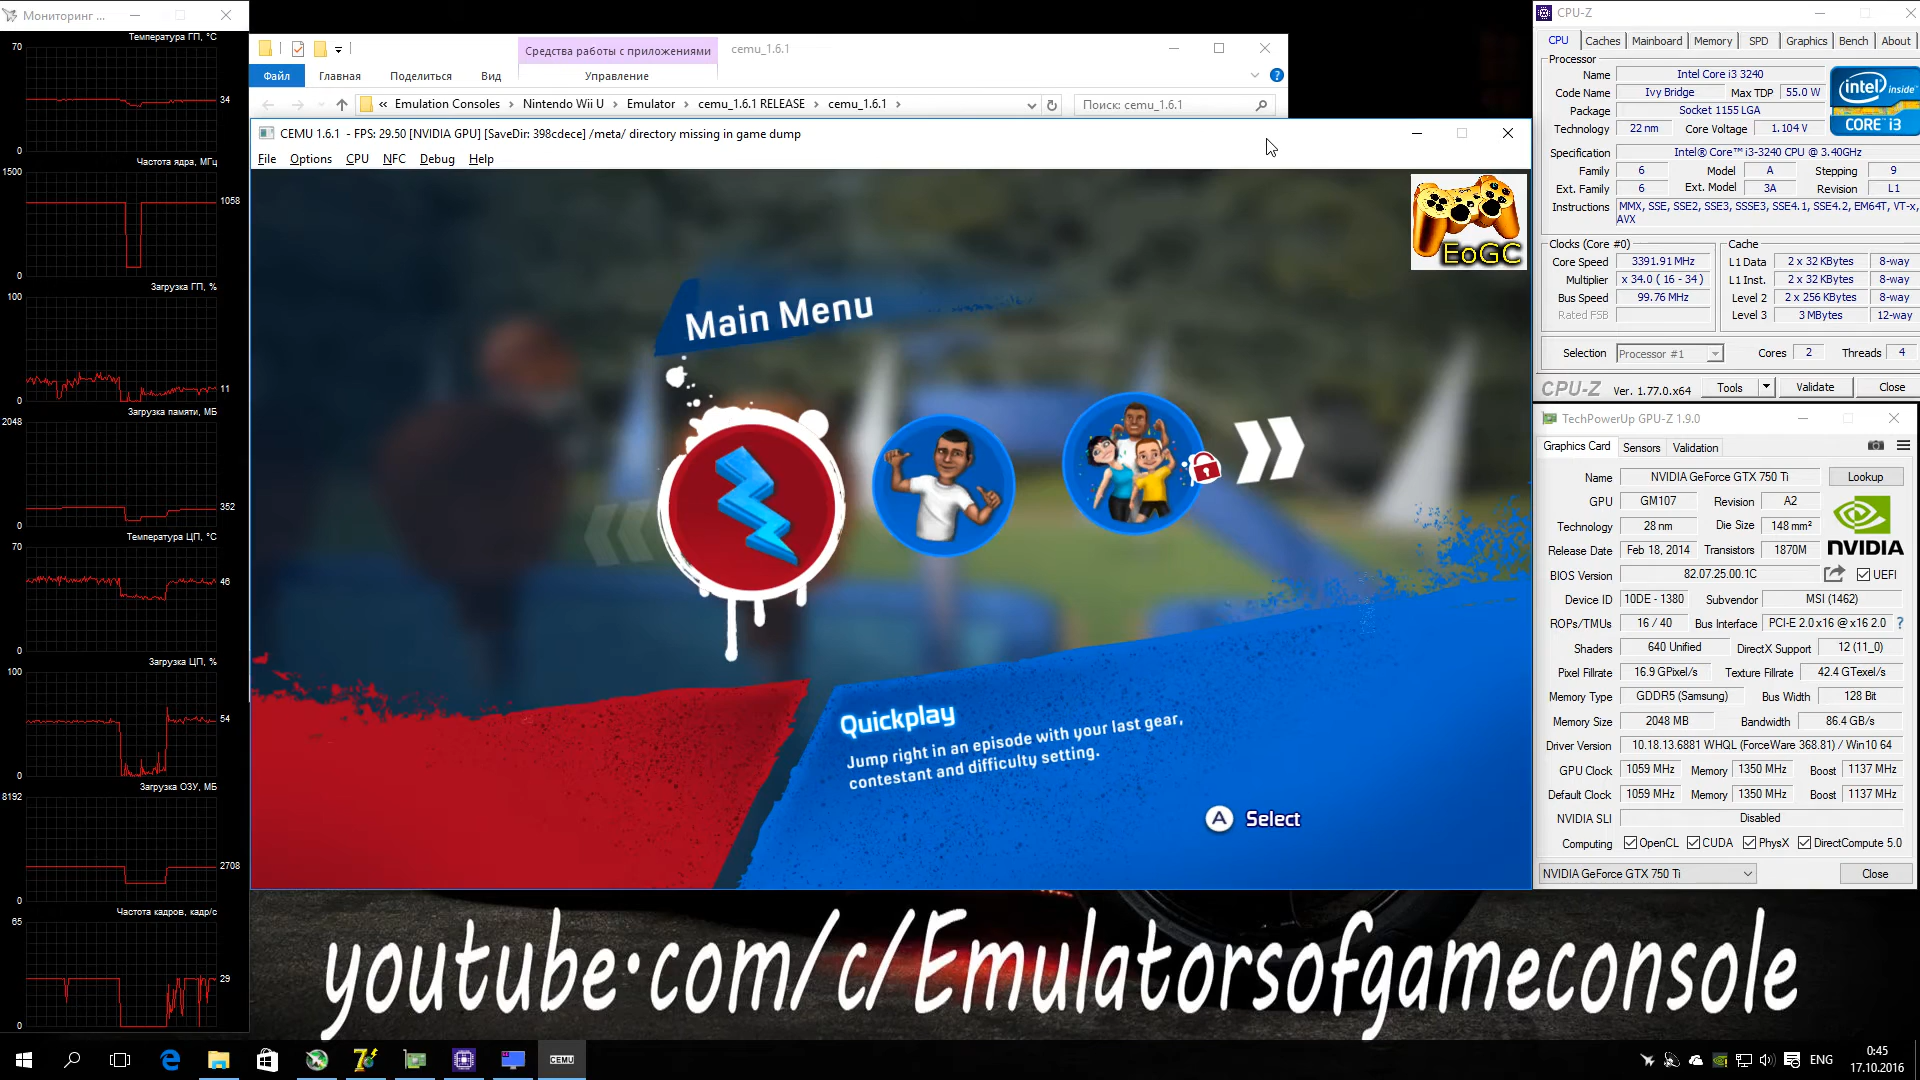 Мониторинг ...
Температура ГП, °C
70
34
0
Частота ядра, МГц
1500
1058
0
Загрузка ГП, %
100
11
0
Загрузка памяти, МБ
2048
352
0
Температура ЦП, °C
70
46
0
Загрузка ЦП, %
100
54
0
Загрузка ОЗУ, МБ
8192
2708
0
Частота кадров, кадр/с
65
29
0
Средства работы с приложениями
cemu_1.6.1
Файл
Главная
Поделиться
Вид
Управление
« Emulation Consoles › Nintendo Wii U › Emulator › cemu_1.6.1 RELEASE › cemu_1.6.1 ›
Поиск: cemu_1.6.1
CEMU 1.6.1 - FPS: 29.50 [NVIDIA GPU] [SaveDir: 398cdece] /meta/ directory missing in game dump
File Options CPU NFC Debug Help
EoGC
Main Menu
Quickplay
Jump right in an episode with your last gear,
contestant and difficulty setting.
A Select
CPU-Z
CPU Caches Mainboard Memory SPD Graphics Bench About
Processor
Name Intel Core i3 3240
Code Name Ivy Bridge Max TDP 55.0 W
Package Socket 1155 LGA
Technology 22 nm Core Voltage 1.104 V
intel inside™
CORE™ i3
Specification Intel® Core™ i3-3240 CPU @ 3.40GHz
Family 6 Model A Stepping 9
Ext. Family 6 Ext. Model 3A Revision L1
Instructions MMX, SSE, SSE2, SSE3, SSSE3, SSE4.1, SSE4.2, EM64T, VT-x,
AVX
Clocks (Core #0)
Core Speed 3391.91 MHz
Multiplier x 34.0 ( 16 - 34 )
Bus Speed 99.76 MHz
Rated FSB
Cache
L1 Data 2 x 32 KBytes 8-way
L1 Inst. 2 x 32 KBytes 8-way
Level 2 2 x 256 KBytes 8-way
Level 3 3 MBytes 12-way
Selection Processor #1 Cores 2 Threads 4
CPU-Z Ver. 1.77.0.x64 Tools Validate Close
TechPowerUp GPU-Z 1.9.0
Graphics Card Sensors Validation
Name NVIDIA GeForce GTX 750 Ti Lookup
GPU GM107 Revision A2
Technology 28 nm Die Size 148 mm²
Release Date Feb 18, 2014 Transistors 1870M
NVIDIA
BIOS Version 82.07.25.00.1C UEFI
Device ID 10DE - 1380 Subvendor MSI (1462)
ROPs/TMUs 16 / 40 Bus Interface PCI-E 2.0 x16 @ x16 2.0 ?
Shaders 640 Unified DirectX Support 12 (11_0)
Pixel Fillrate 16.9 GPixel/s Texture Fillrate 42.4 GTexel/s
Memory Type GDDR5 (Samsung) Bus Width 128 Bit
Memory Size 2048 MB Bandwidth 86.4 GB/s
Driver Version 10.18.13.6881 WHQL (ForceWare 368.81) / Win10 64
GPU Clock 1059 MHz Memory 1350 MHz Boost 1137 MHz
Default Clock 1059 MHz Memory 1350 MHz Boost 1137 MHz
NVIDIA SLI Disabled
Computing OpenCL CUDA PhysX DirectCompute 5.0
NVIDIA GeForce GTX 750 Ti Close
youtube.com/c/Emulatorsofgameconsole
CEMU
ENG
0:45
17.10.2016